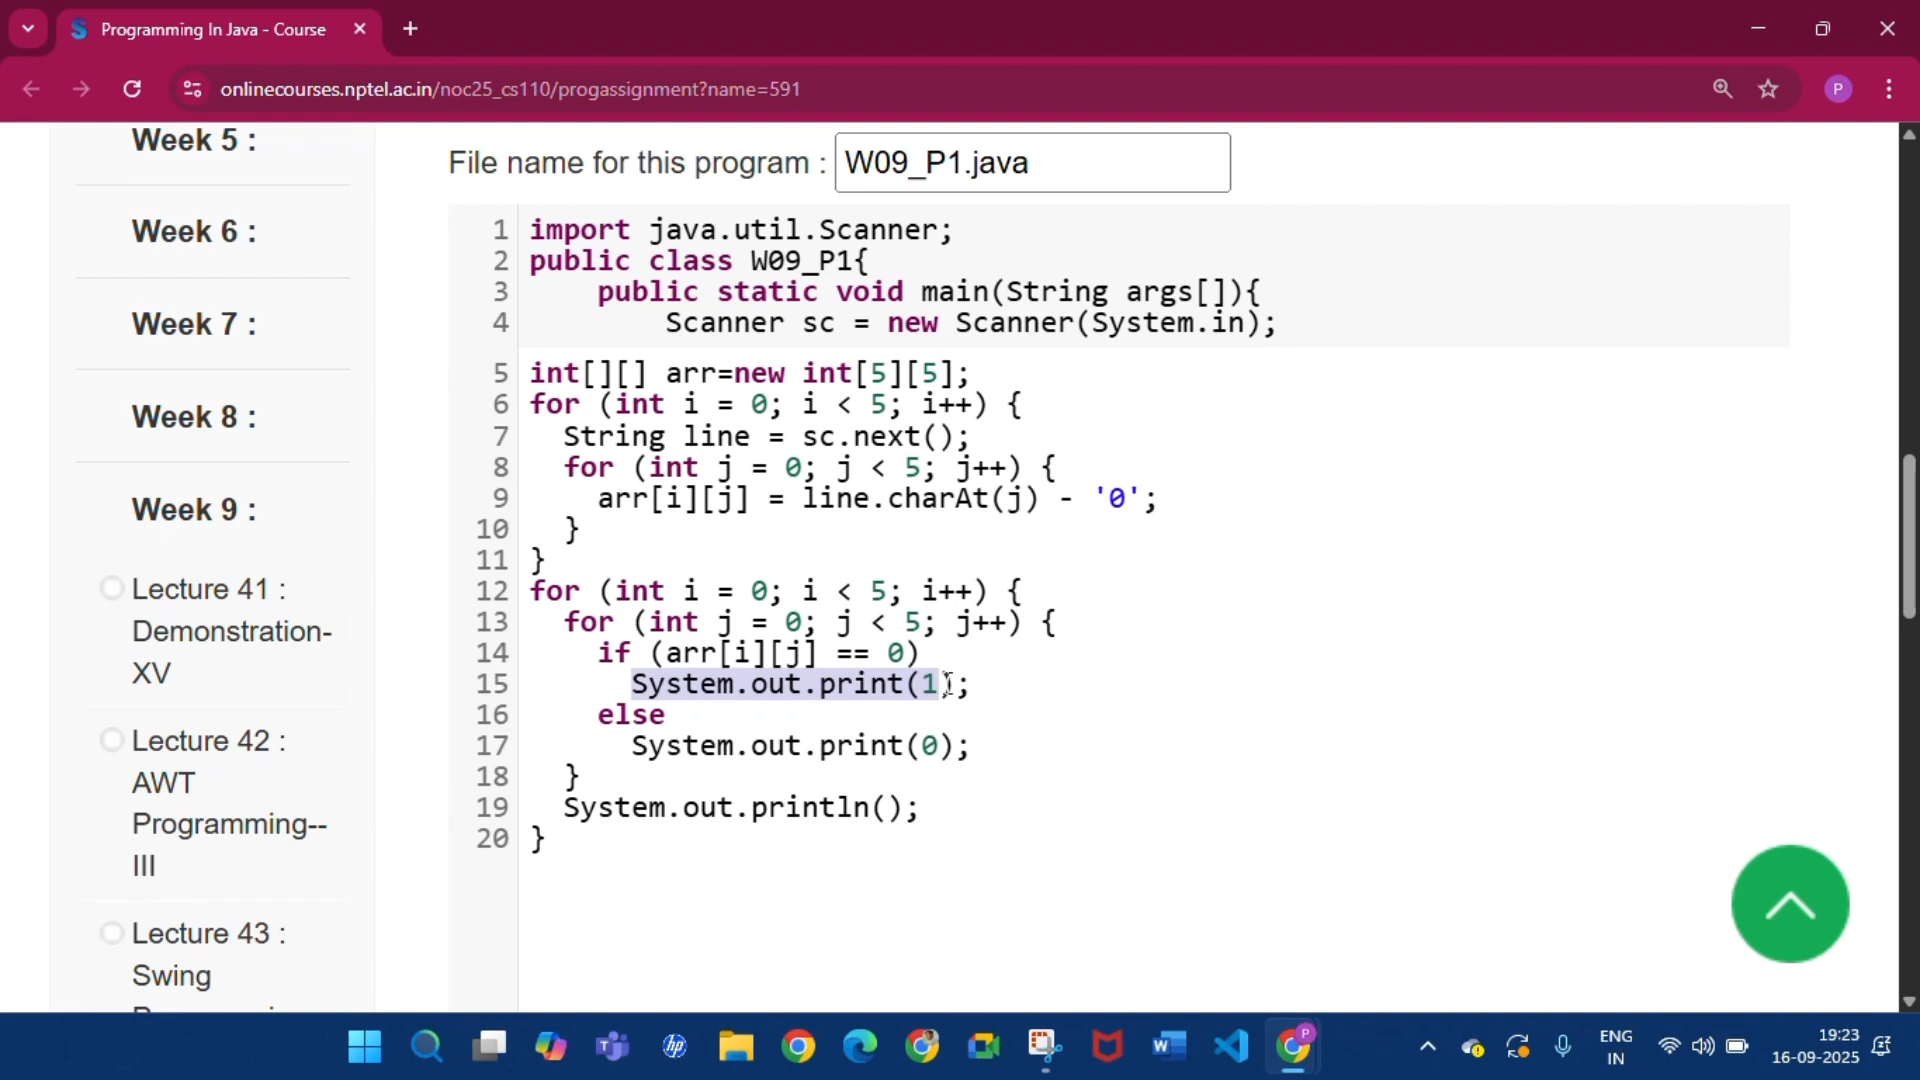 Programming In Java - Course
onlinecourses.nptel.ac.in/noc25_cs110/progassignment?name=591
P
Week 5 :
Week 6 :
Week 7 :
Week 8 :
Week 9 :
Lecture 41 :
Demonstration-
XV
Lecture 42 :
AWT
Programming--
III
Lecture 43 :
Swing
File name for this program : W09_P1.java
1 import java.util.Scanner;
2 public class W09_P1{
3     public static void main(String args[]){
4         Scanner sc = new Scanner(System.in);
5 int[][] arr=new int[5][5];
6 for (int i = 0; i < 5; i++) {
7   String line = sc.next();
8   for (int j = 0; j < 5; j++) {
9     arr[i][j] = line.charAt(j) - '0';
10   }
11 }
12 for (int i = 0; i < 5; i++) {
13   for (int j = 0; j < 5; j++) {
14     if (arr[i][j] == 0)
15       System.out.print(1);
16     else
17       System.out.print(0);
18   }
19   System.out.println();
20 }
ENG
IN
19:23
16-09-2025